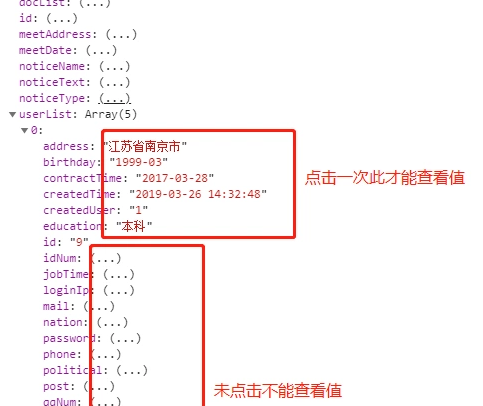 docList: (...)
id: (...)
meetAddress: (...)
meetDate: (...)
noticeName: (...)
noticeText: (...)
noticeType: (...)
▼userList: Array(5)
▼0:
address: "江苏省南京市"
birthday: "1999-03"
contractTime: "2017-03-28"
createdTime: "2019-03-26 14:32:48"
createdUser: "1"
education: "本科"
id: "9"
idNum: (...)
jobTime: (...)
loginIp: (...)
mail: (...)
nation: (...)
password: (...)
phone: (...)
political: (...)
post: (...)
qqNum: (...)
点击一次此才能查看值
未点击不能查看值